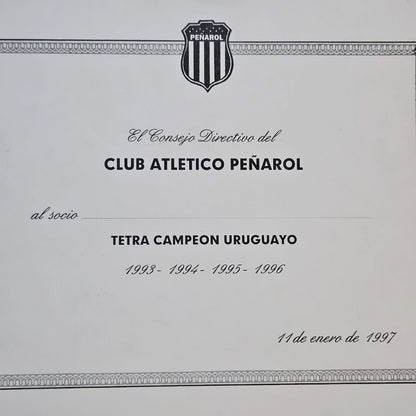 PEÑAROL
El Consejo Directivo del
CLUB ATLETICO PEÑAROL
al socio
TETRA CAMPEON URUGUAYO
1993 - 1994 - 1995 - 1996
11 de enero de 1997